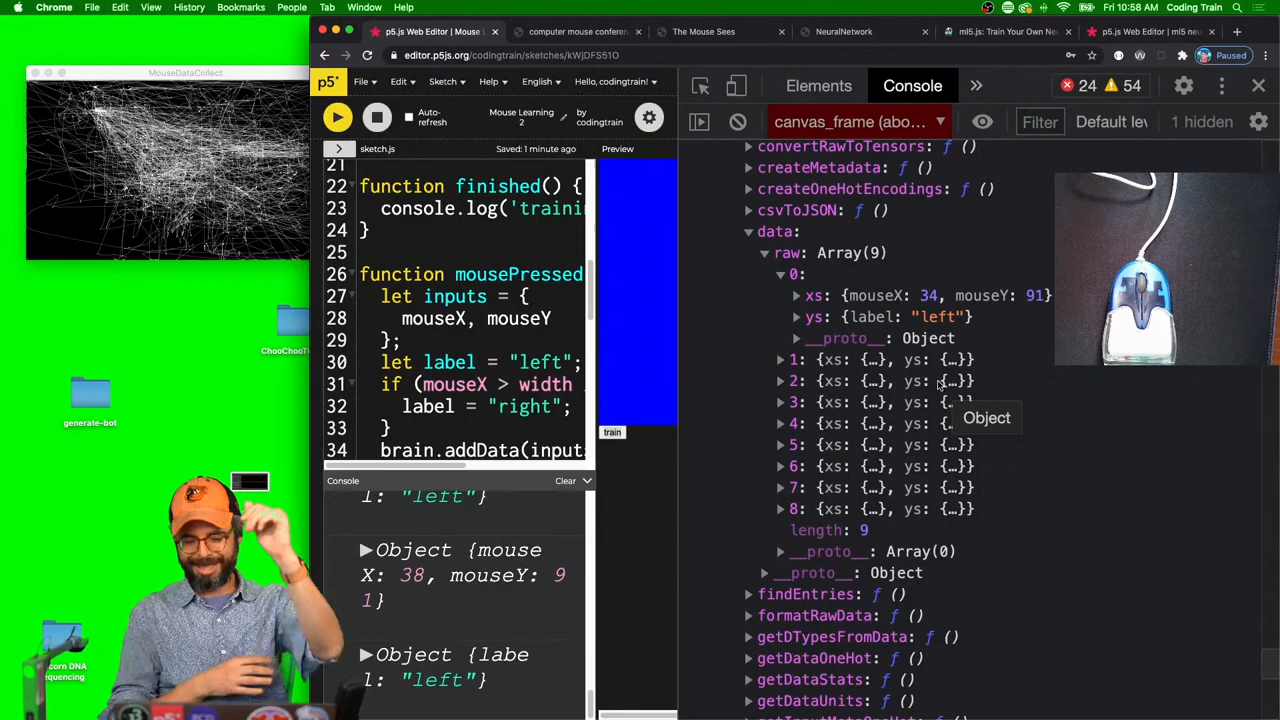 Chrome File Edit View History Bookmarks People Tab Window Help
Fri 10:58 AM Coding Train
MouseDataCollect
p5.js Web Editor | Mouse L
computer mouse conferen
The Mouse Sees
NeuralNetwork
ml5.js: Train Your Own Neu
p5.js Web Editor | ml5 neu
editor.p5js.org/codingtrain/sketches/kWjDFS51O
Paused
p5* File Edit Sketch Help English Hello, codingtrain!
Auto-refresh
Mouse Learning 2
by codingtrain
sketch.js
Saved: 1 minute ago
Preview
21
22 function finished() {
23 console.log('traini
24 }
25
26 function mousePressed
27 let inputs = {
28 mouseX, mouseY
29 };
30 let label = "left";
31 if (mouseX > width
32 label = "right";
33 }
34 brain.addData(input
train
Console
Clear
l: "left"}
Object {mouse
X: 38, mouseY: 9
1}
Object {labe
l: "left"}
Elements Console
24 54
canvas_frame (abo...
Filter
Default lev
1 hidden
convertRawToTensors: ƒ ()
createMetadata: ƒ ()
createOneHotEncodings: ƒ ()
csvToJSON: ƒ ()
data:
raw: Array(9)
0:
xs: {mouseX: 34, mouseY: 91}
ys: {label: "left"}
__proto__: Object
1: {xs: {…}, ys: {…}}
2: {xs: {…}, ys: {…}}
3: {xs: {…}, ys: {…}}
4: {xs: {…}, ys: {…
5: {xs: {…}, ys: {…}}
6: {xs: {…}, ys: {…}}
7: {xs: {…}, ys: {…}}
8: {xs: {…}, ys: {…}}
Object
length: 9
__proto__: Array(0)
__proto__: Object
findEntries: ƒ ()
formatRawData: ƒ ()
getDTypesFromData: ƒ ()
getDataOneHot: ƒ ()
getDataStats: ƒ ()
getDataUnits: ƒ ()
ChooChooT
generate-bot
corn DNA
equencing